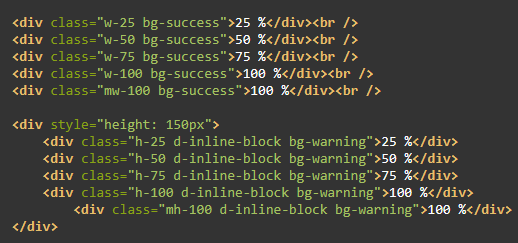 <div class="w-25 bg-success">25 %</div><br />
<div class="w-50 bg-success">50 %</div><br />
<div class="w-75 bg-success">75 %</div><br />
<div class="w-100 bg-success">100 %</div><br />
<div class="mw-100 bg-success">100 %</div><br />

<div style="height: 150px">
    <div class="h-25 d-inline-block bg-warning">25 %</div>
    <div class="h-50 d-inline-block bg-warning">50 %</div>
    <div class="h-75 d-inline-block bg-warning">75 %</div>
    <div class="h-100 d-inline-block bg-warning">100 %</div>
        <div class="mh-100 d-inline-block bg-warning">100 %</div>
</div>